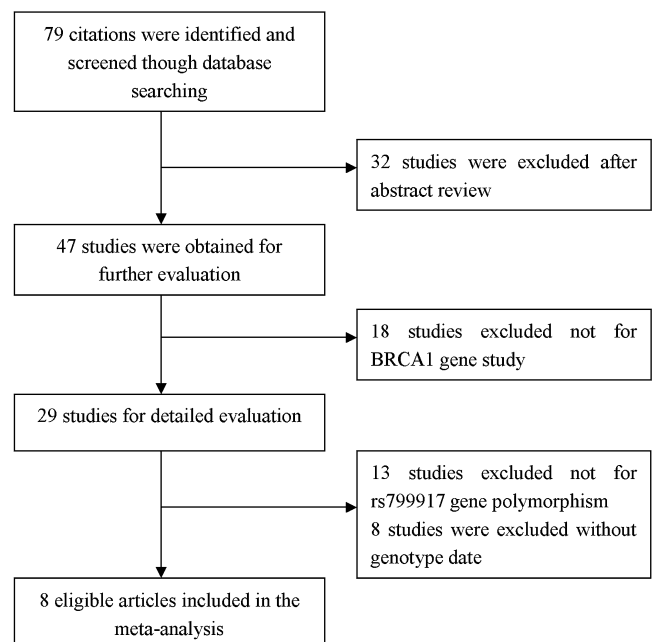 79 citations were identified and
screened though database
searching
32 studies were excluded after
abstract review
47 studies were obtained for
further evaluation
18 studies excluded not for
BRCA1 gene study
29 studies for detailed evaluation
13 studies excluded not for
rs799917 gene polymorphism
8 studies were excluded without
genotype date
8 eligible articles included in the
meta-analysis